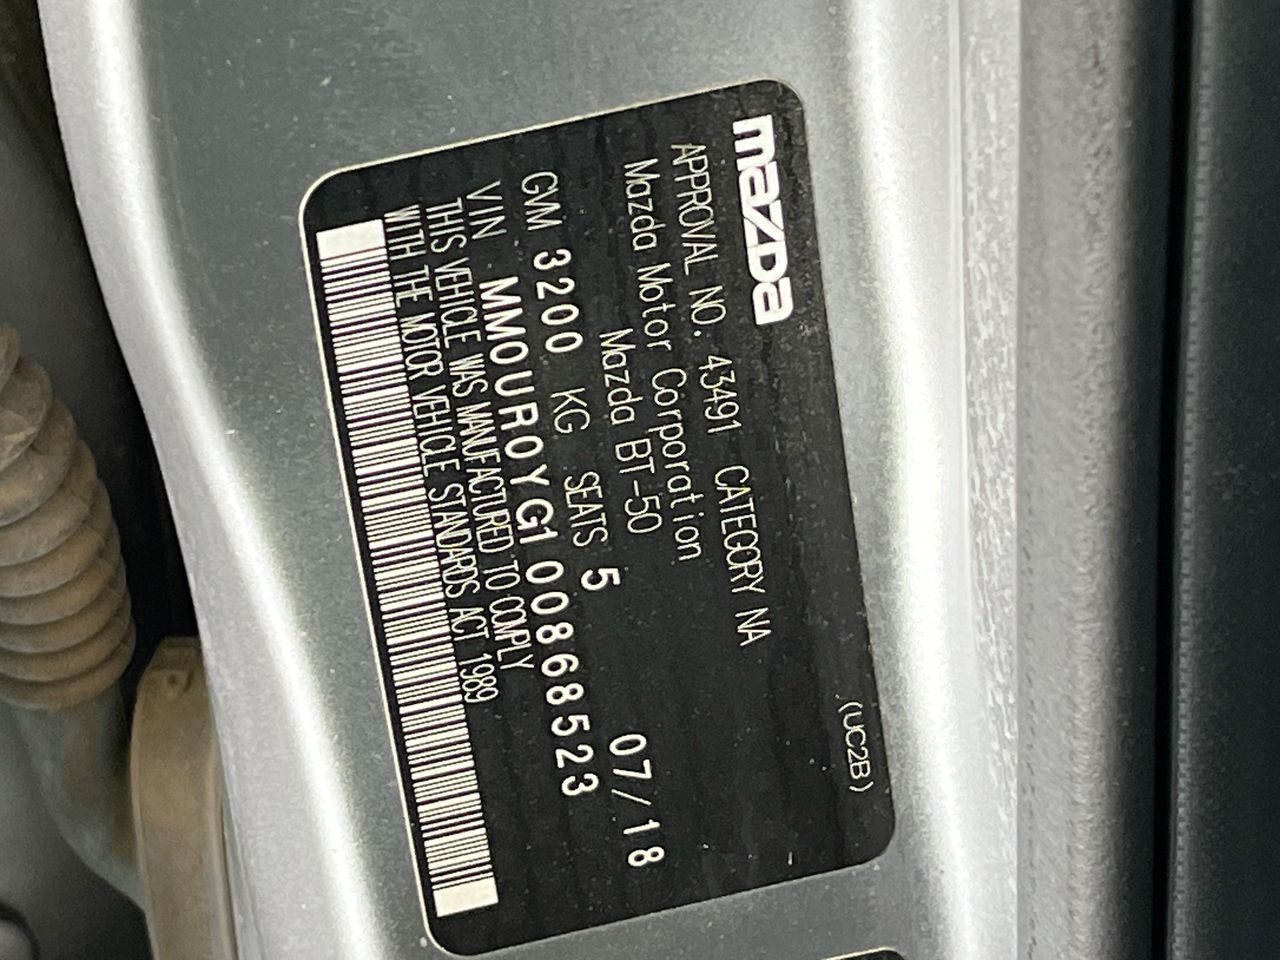 mazda (UC2B)
APPROVAL NO. 43491 CATEGORY NA
Mazda Motor Corporation
Mazda BT-50
07/18
GVM 3200 KG SEATS 5
VIN MM0UR0YG100868523
THIS VEHICLE WAS MANUFACTURED TO COMPLY
WITH THE MOTOR VEHICLE STANDARDS ACT 1989